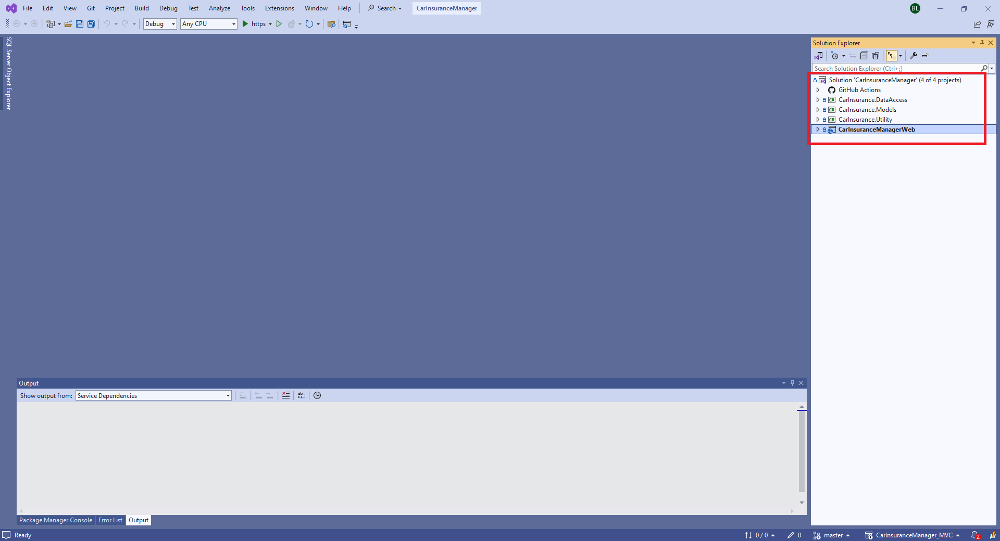 File Edit View Git Project Build Debug Test Analyze Tools Extensions Window Help Search CarInsuranceManager BL
Debug Any CPU https
SQL Server Object Explorer
Solution Explorer
Search Solution Explorer (Ctrl+;)
Solution 'CarInsuranceManager' (4 of 4 projects)
GitHub Actions
C# CarInsurance.DataAccess
C# CarInsurance.Models
C# CarInsurance.Utility
CarInsuranceManagerWeb
Output
Show output from: Service Dependencies
Package Manager Console Error List Output
Ready 0 / 0 0 master CarInsuranceManager_MVC 2